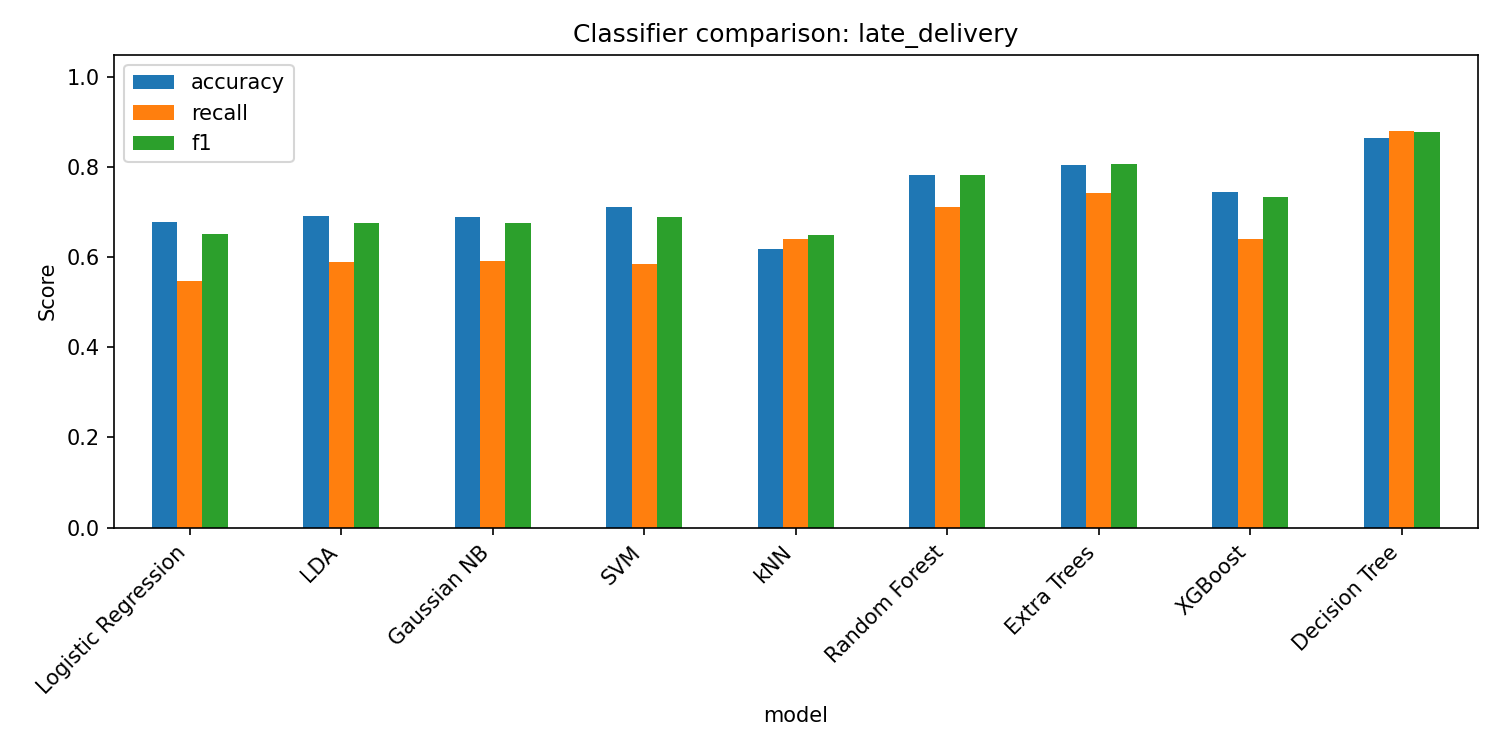 Classifier comparison: late_delivery
accuracy
recall
f1
Score
1.0
0.8
0.6
0.4
0.2
0.0
Logistic Regression
LDA
Gaussian NB
SVM
kNN
Random Forest
Extra Trees
XGBoost
Decision Tree
model